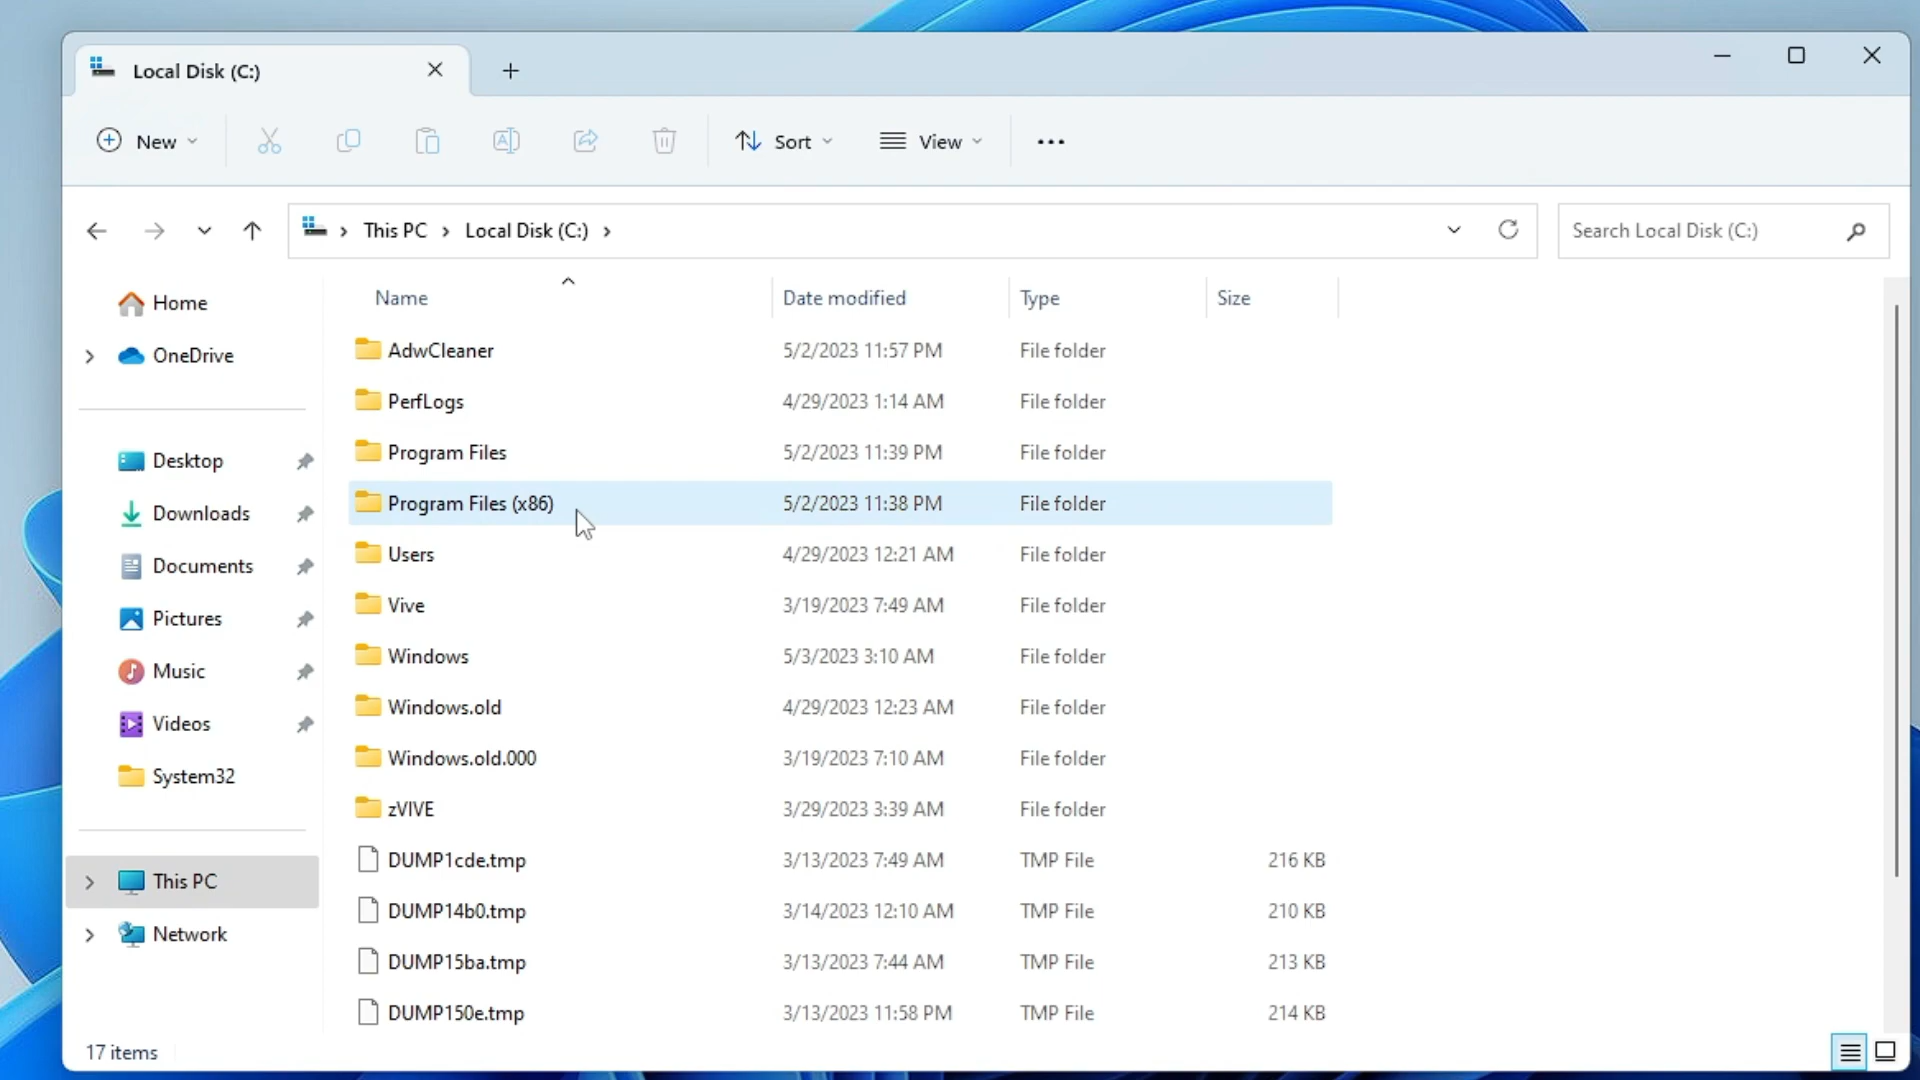 Local Disk (C:)
New Sort View
This PC Local Disk (C:) Search Local Disk (C:)
Home
OneDrive
Desktop
Downloads
Documents
Pictures
Music
Videos
System32
This PC
Network
Name Date modified Type Size
AdwCleaner 5/2/2023 11:57 PM File folder
PerfLogs 4/29/2023 1:14 AM File folder
Program Files 5/2/2023 11:39 PM File folder
Program Files (x86) 5/2/2023 11:38 PM File folder
Users 4/29/2023 12:21 AM File folder
Vive 3/19/2023 7:49 AM File folder
Windows 5/3/2023 3:10 AM File folder
Windows.old 4/29/2023 12:23 AM File folder
Windows.old.000 3/19/2023 7:10 AM File folder
zVIVE 3/29/2023 3:39 AM File folder
DUMP1cde.tmp 3/13/2023 7:49 AM TMP File 216 KB
DUMP14b0.tmp 3/14/2023 12:10 AM TMP File 210 KB
DUMP15ba.tmp 3/13/2023 7:44 AM TMP File 213 KB
DUMP150e.tmp 3/13/2023 11:58 PM TMP File 214 KB
17 items